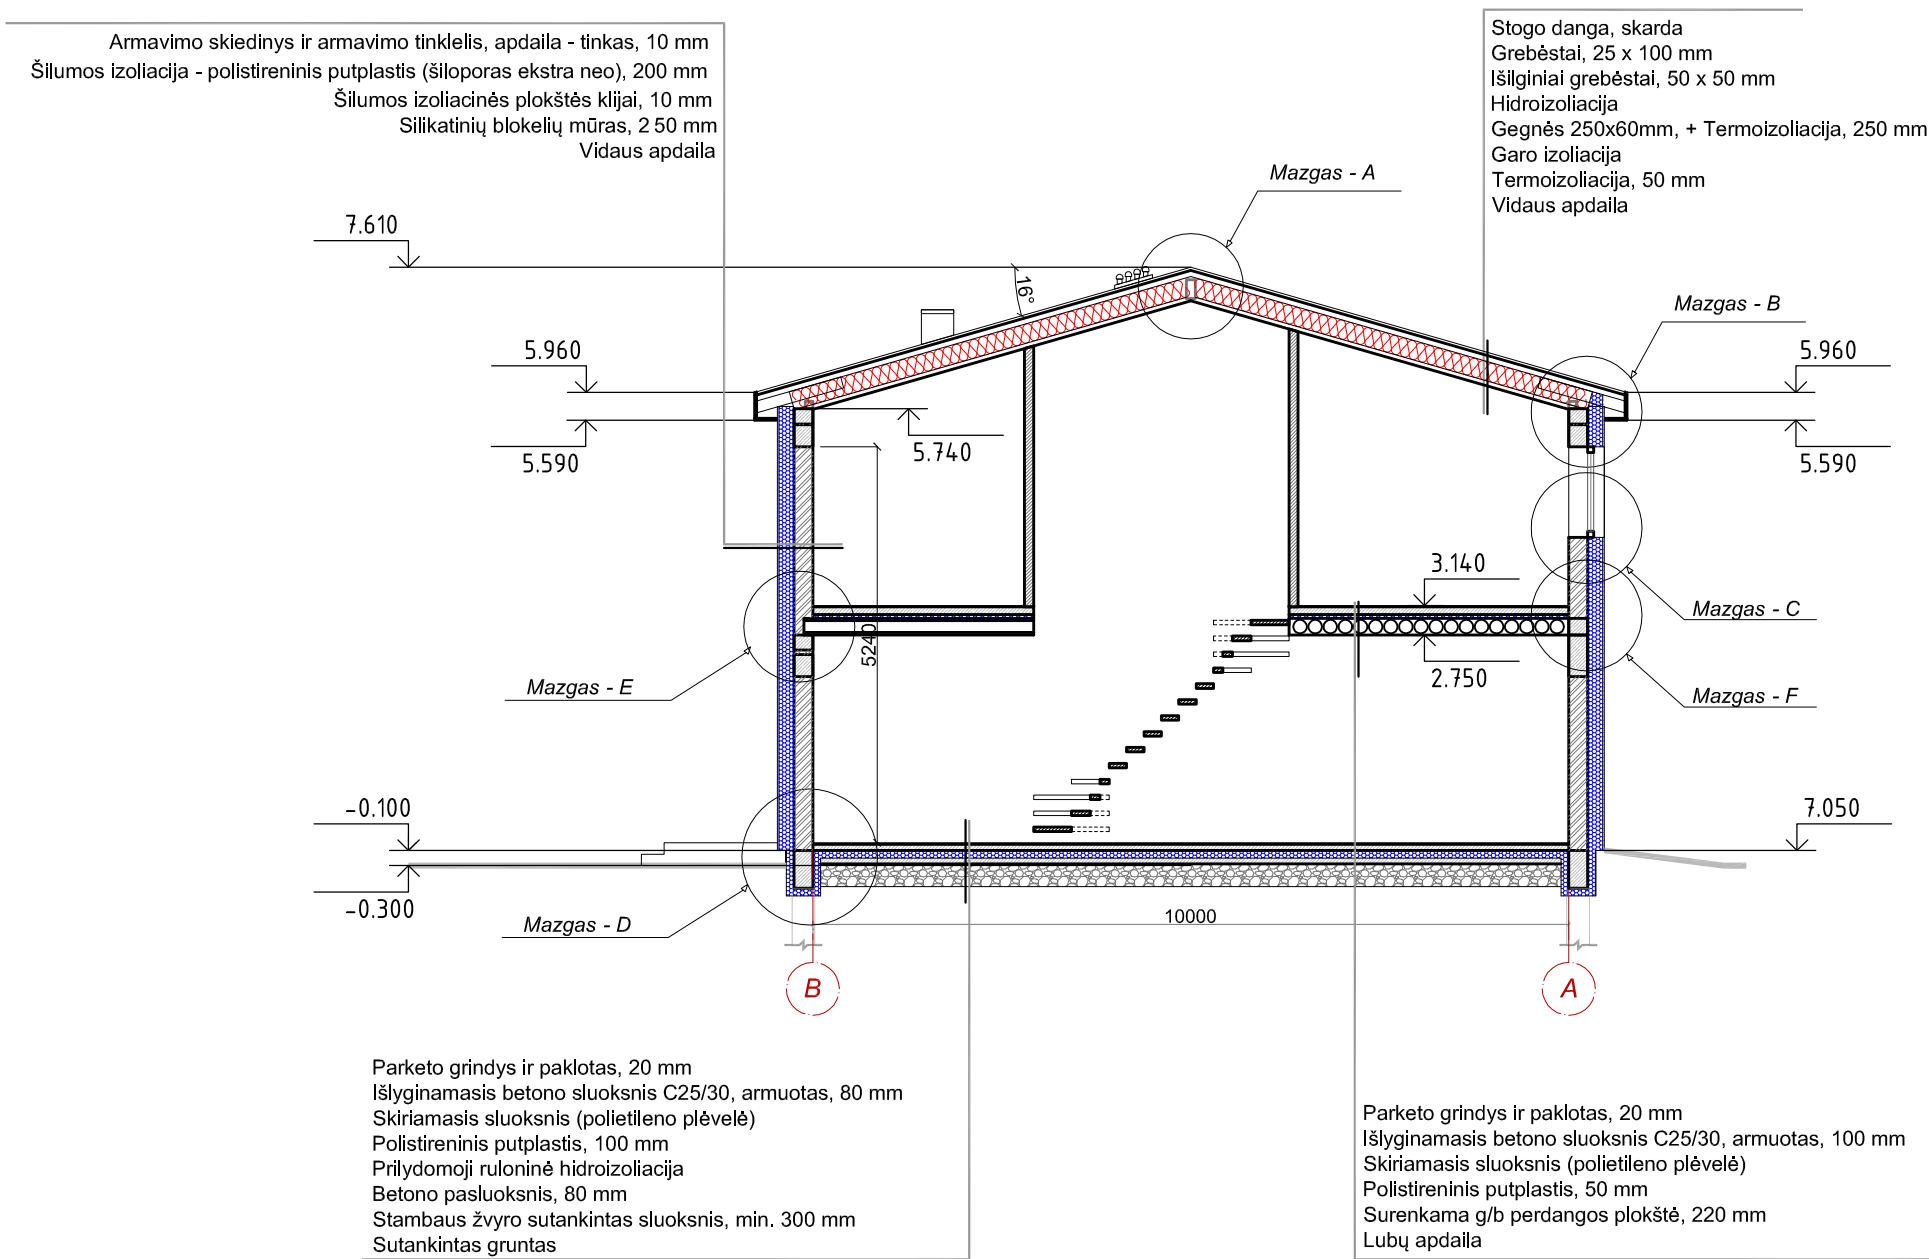 Armavimo skiedinys ir armavimo tinklelis, apdaila - tinkas, 10 mm
Šilumos izoliacija - polistireninis putplastis (šiloporas ekstra neo), 200 mm
Šilumos izoliacinės plokštės klijai, 10 mm
Silikatinių blokelių mūras, 2 50 mm
Vidaus apdaila
Stogo danga, skarda
Grebėstai, 25 x 100 mm
Išilginiai grebėstai, 50 x 50 mm
Hidroizoliacija
Gegnės 250x60mm, + Termoizoliacija, 250 mm
Garo izoliacija
Termoizoliacija, 50 mm
Vidaus apdaila
Mazgas - A
7.610
16°
Mazgas - B
5.960
5.960
5.740
5.590
5.590
3.140
Mazgas - C
5240
2.750
Mazgas - E
Mazgas - F
-0.100
7.050
-0.300
Mazgas - D
10000
B
A
Parketo grindys ir paklotas, 20 mm
Išlyginamasis betono sluoksnis C25/30, armuotas, 80 mm
Skiriamasis sluoksnis (polietileno plėvelė)
Polistireninis putplastis, 100 mm
Prilydomoji ruloninė hidroizoliacija
Betono pasluoksnis, 80 mm
Stambaus žvyro sutankintas sluoksnis, min. 300 mm
Sutankintas gruntas
Parketo grindys ir paklotas, 20 mm
Išlyginamasis betono sluoksnis C25/30, armuotas, 100 mm
Skiriamasis sluoksnis (polietileno plėvelė)
Polistireninis putplastis, 50 mm
Surenkama g/b perdangos plokštė, 220 mm
Lubų apdaila